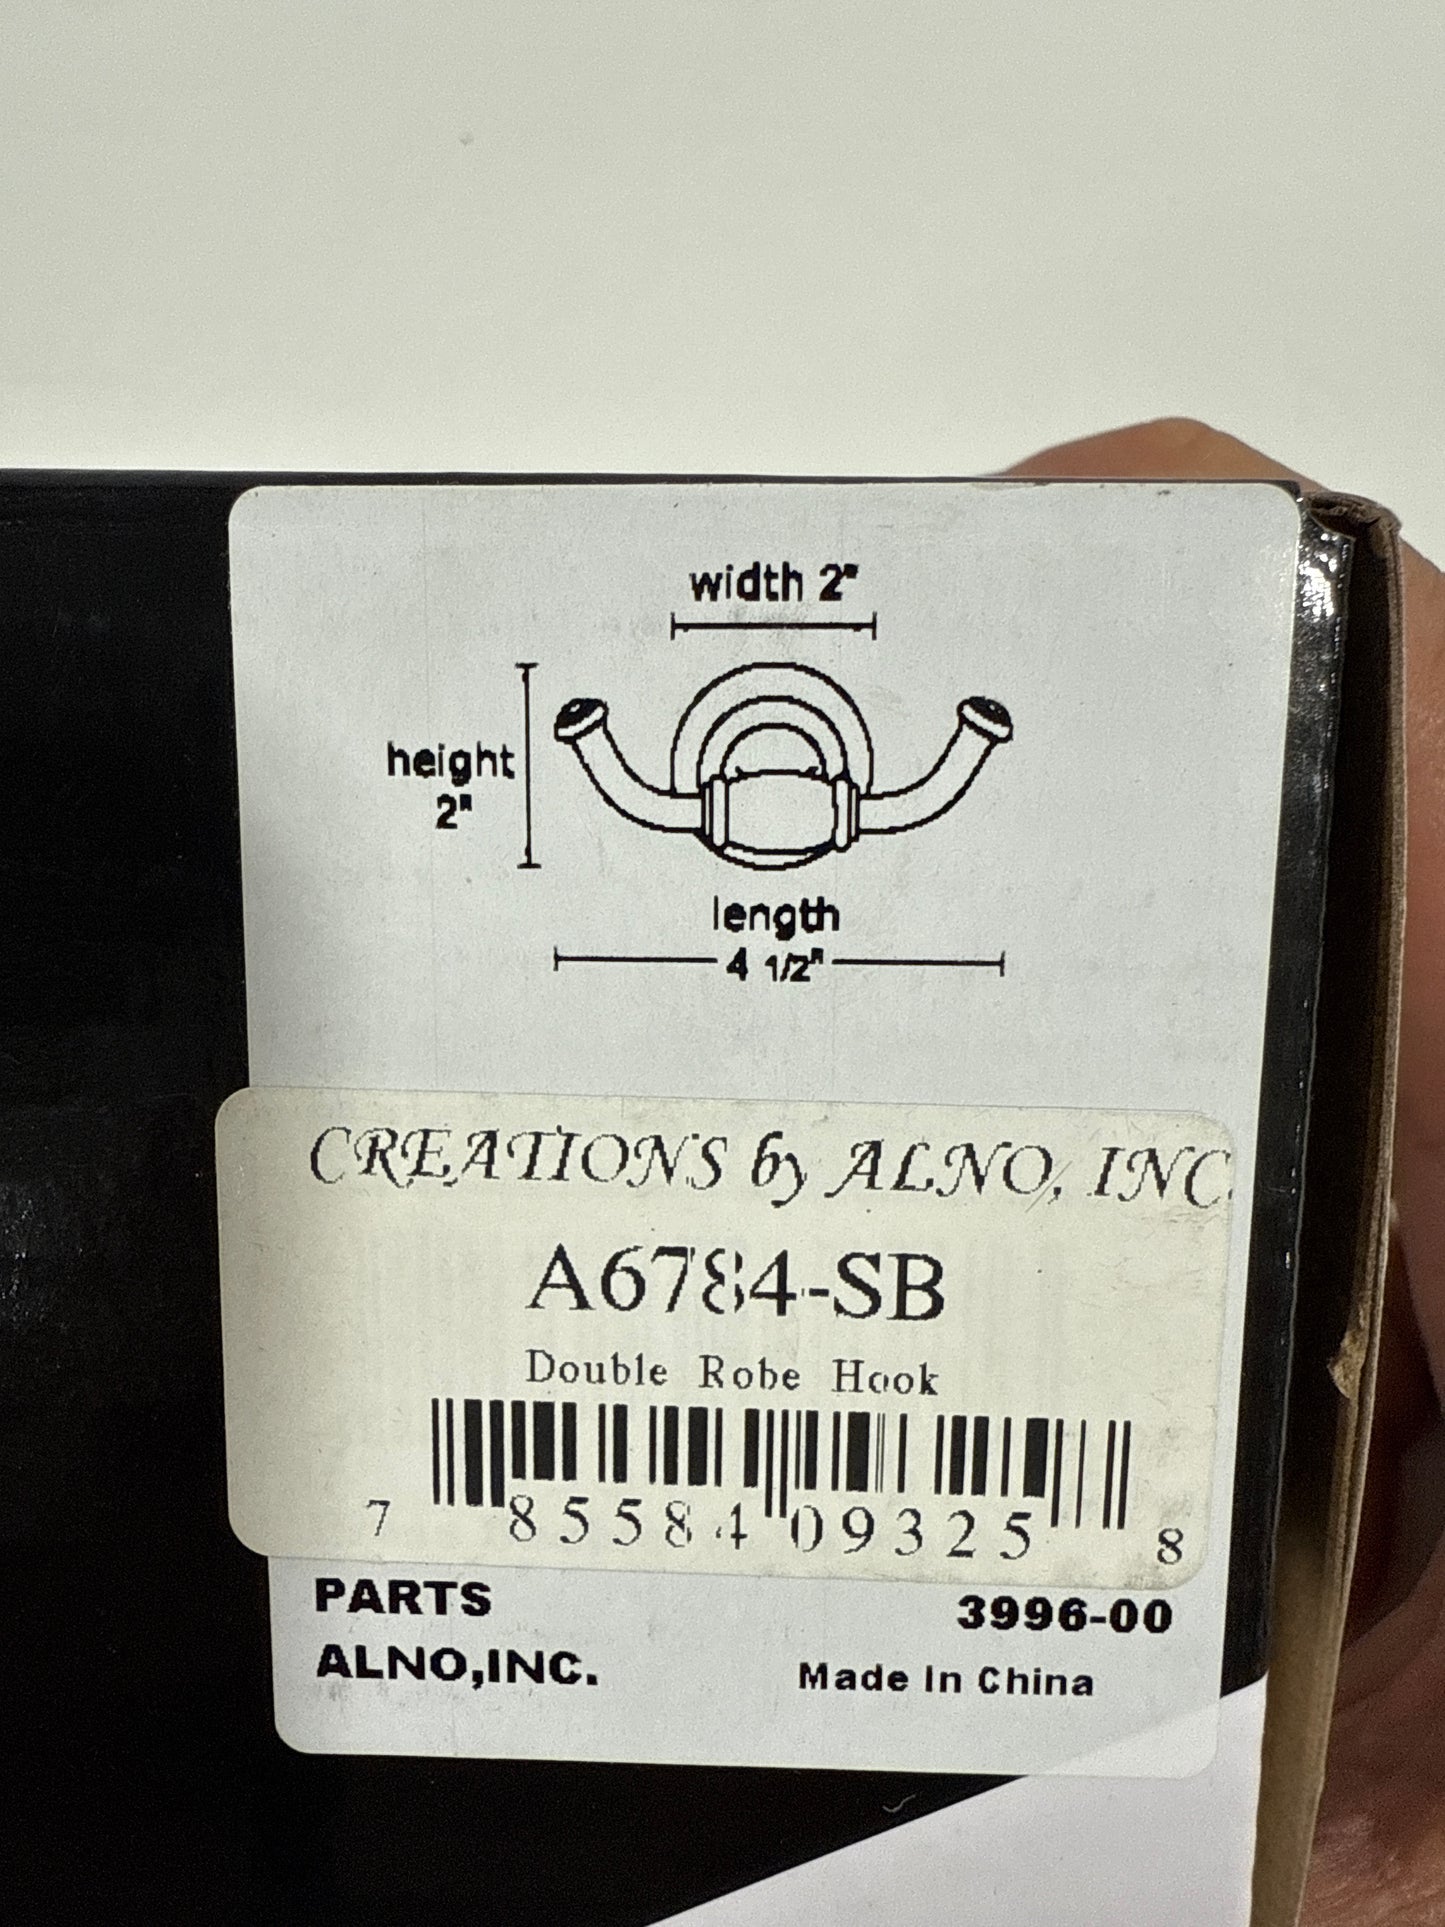 width 2"
height
2"
length
4 1/2"
CREATIONS by ALNO, INC.
A6784-SB
Double Robe Hook
7 85584 09325 8
PARTS 3996-00
ALNO,INC. Made In China